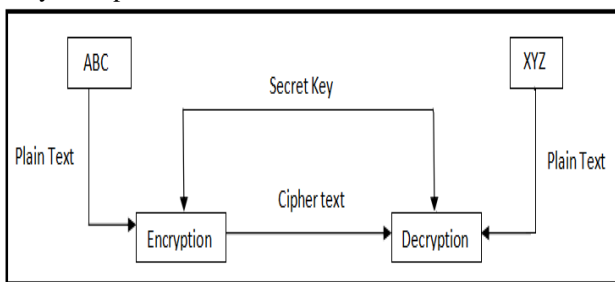 ABC
XYZ
Secret Key
Plain Text
Plain Text
Cipher text
Encryption
Decryption